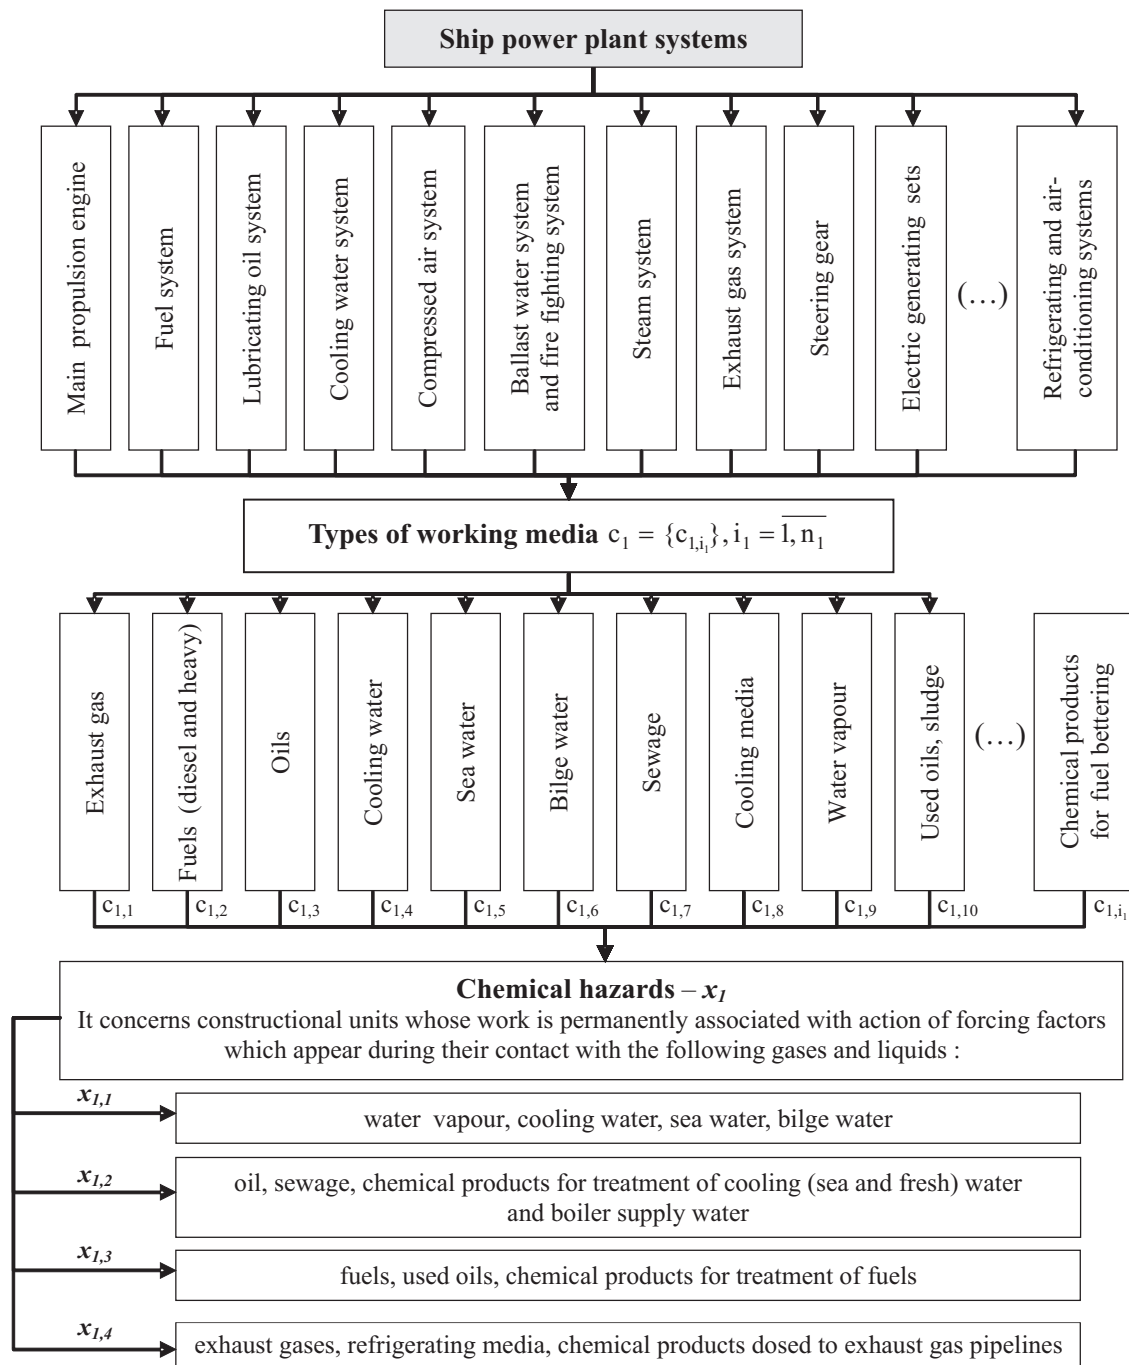 Ship power plant systems
Main propulsion engine
Fuel system
Lubricating oil system
Cooling water system
Compressed air system
Ballast water system
and fire fighting system
Steam system
Exhaust gas system
Steering gear
Electric generating sets
(...)
Refrigerating and air-
conditioning systems
Types of working media c₁ = {c₁,ᵢ₁}, i₁ = \overline{1, n₁}
Exhaust gas
Fuels (diesel and heavy)
Oils
Cooling water
Sea water
Bilge water
Sewage
Cooling media
Water vapour
Used oils, sludge
(...)
Chemical products
for fuel bettering
c1,1
c1,2
c1,3
c1,4
c1,5
c1,6
c1,7
c1,8
c1,9
c1,10
c1,i₁
Chemical hazards – x1
It concerns constructional units whose work is permanently associated with action of forcing factors
which appear during their contact with the following gases and liquids :
x1,1
water vapour, cooling water, sea water, bilge water
x1,2
oil, sewage, chemical products for treatment of cooling (sea and fresh) water
and boiler supply water
x1,3
fuels, used oils, chemical products for treatment of fuels
x1,4
exhaust gases, refrigerating media, chemical products dosed to exhaust gas pipelines